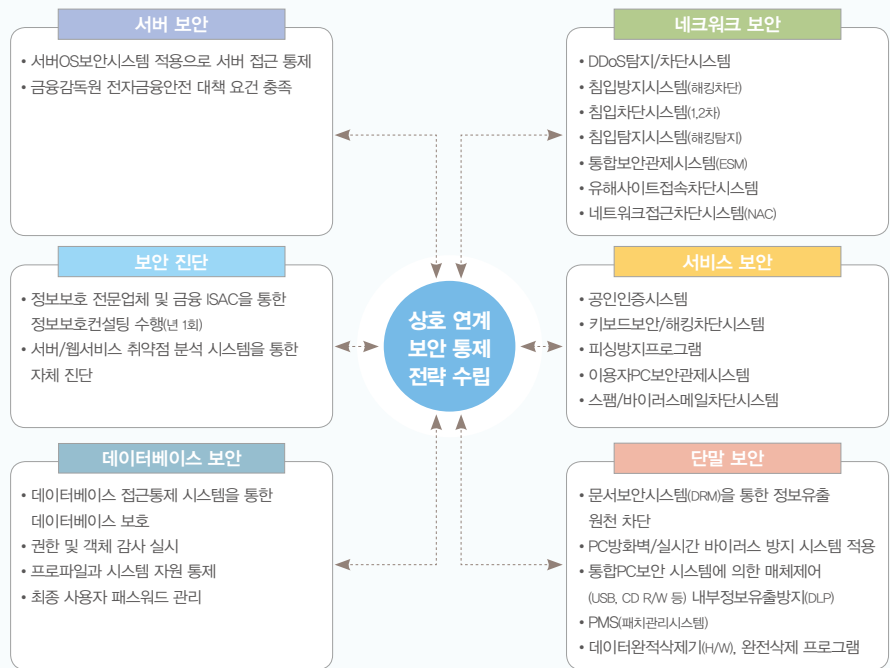 서버 보안
• 서버OS보안시스템 적용으로 서버 접근 통제
• 금융감독원 전자금융안전 대책 요건 충족
네크워크 보안
• DDoS탐지/차단시스템
• 침입방지시스템(해킹차단)
• 침입차단시스템(1,2차)
• 침입탐지시스템(해킹탐지)
• 통합보안관제시스템(ESM)
• 유해사이트접속차단시스템
• 네트워크접근차단시스템(NAC)
보안 진단
• 정보보호 전문업체 및 금융 ISAC을 통한
정보보호컨설팅 수행(년 1회)
• 서버/웹서비스 취약점 분석 시스템을 통한
자체 진단
상호 연계
보안 통제
전략 수립
서비스 보안
• 공인인증시스템
• 키보드보안/해킹차단시스템
• 피싱방지프로그램
• 이용자PC보안관제시스템
• 스팸/바이러스메일차단시스템
데이터베이스 보안
• 데이터베이스 접근통제 시스템을 통한
데이터베이스 보호
• 권한 및 객체 감사 실시
• 프로파일과 시스템 자원 통제
• 최종 사용자 패스워드 관리
단말 보안
• 문서보안시스템(DRM)을 통한 정보유출
원천 차단
• PC방화벽/실시간 바이러스 방지 시스템 적용
• 통합PC보안 시스템에 의한 매체제어
(USB, CD R/W 등) 내부정보유출방지(DLP)
• PMS(패치관리시스템)
• 데이터완적삭제기(H/W), 완전삭제 프로그램